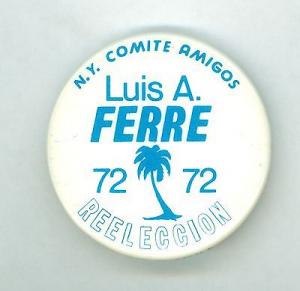 N.Y. COMITE AMIGOS
Luis A.
FERRE
72 72
REELECCION